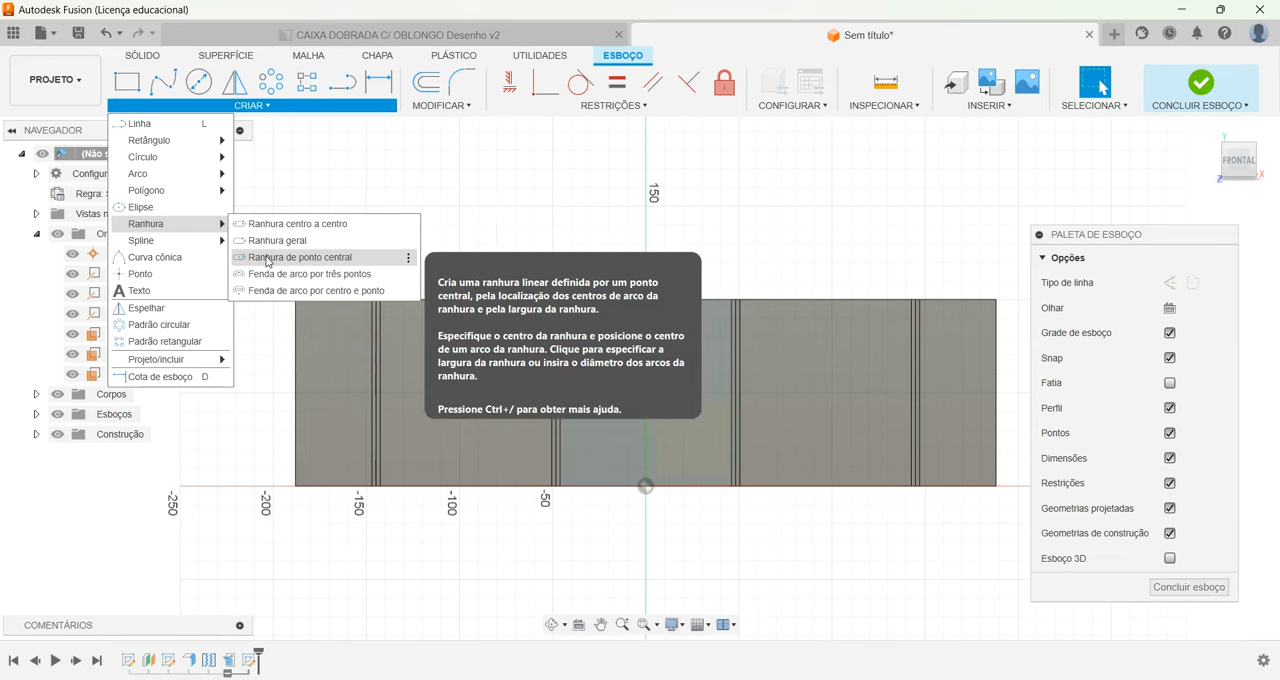 Autodesk Fusion (Licença educacional)
CAIXA DOBRADA C/ OBLONGO Desenho v2
Sem título*
SÓLIDO
SUPERFÍCIE
MALHA
CHAPA
PLÁSTICO
UTILIDADES
ESBOÇO
PROJETO
CRIAR
MODIFICAR
RESTRIÇÕES
CONFIGURAR
INSPECIONAR
INSERIR
SELECIONAR
CONCLUIR ESBOÇO
NAVEGADOR
(Não s
Configur
Regra:
Vistas n
Or
Corpos
Esboços
Construção
Linha L
Retângulo
Círculo
Arco
Polígono
Elipse
Ranhura
Spline
Curva cônica
Ponto
Texto
Espelhar
Padrão circular
Padrão retangular
Projeto/incluir
Cota de esboço D
Ranhura centro a centro
Ranhura geral
Ranhura de ponto central
Fenda de arco por três pontos
Fenda de arco por centro e ponto
Cria uma ranhura linear definida por um ponto
central, pela localização dos centros de arco da
ranhura e pela largura da ranhura.
Especifique o centro da ranhura e posicione o centro
de um arco da ranhura. Clique para especificar a
largura da ranhura ou insira o diâmetro dos arcos da
ranhura.
Pressione Ctrl+/ para obter mais ajuda.
150
-250
-200
-150
-100
-50
Y
FRONTAL
Z
X
PALETA DE ESBOÇO
Opções
Tipo de linha
Olhar
Grade de esboço
Snap
Fatia
Perfil
Pontos
Dimensões
Restrições
Geometrias projetadas
Geometrias de construção
Esboço 3D
Concluir esboço
COMENTÁRIOS